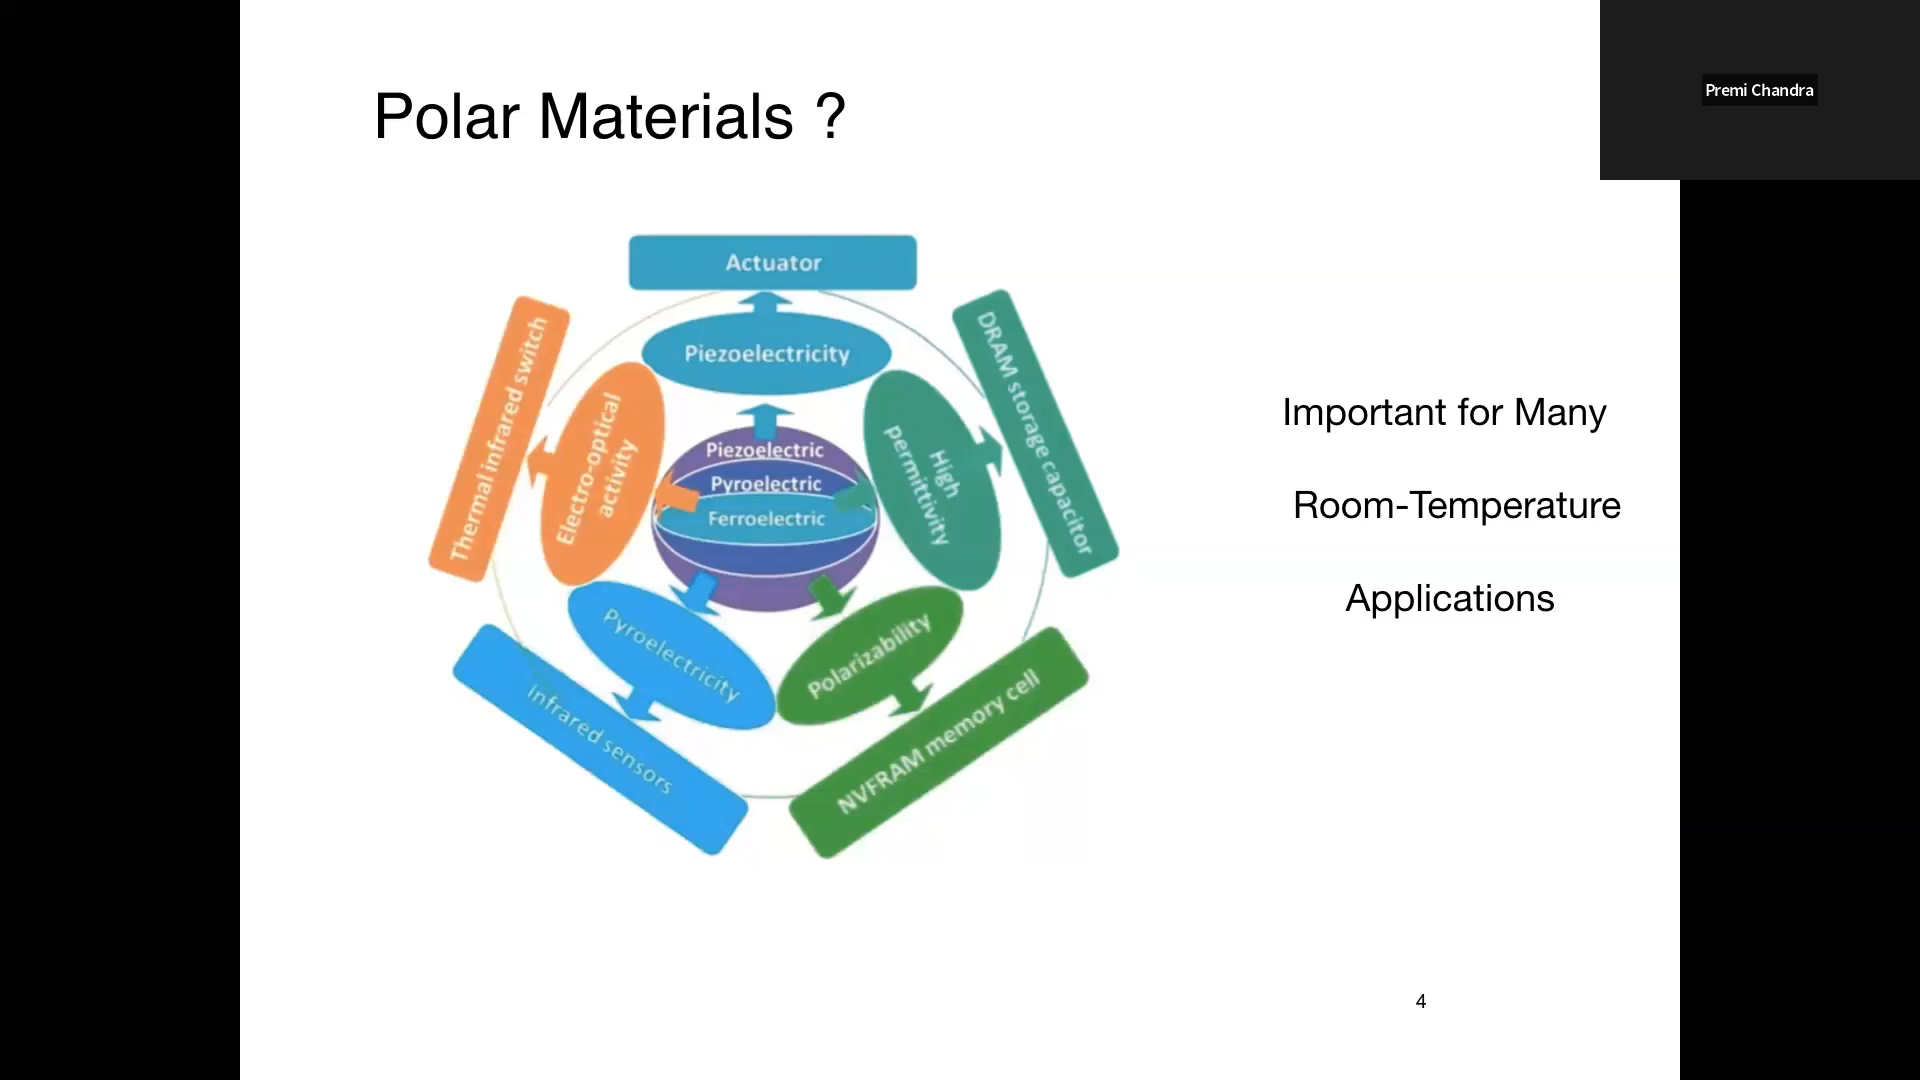 Polar Materials ?
Premi Chandra
Actuator
Piezoelectricity
Thermal infrared switch
Electro-optical
activity
DRAM storage capacitor
High
permittivity
Piezoelectric
Pyroelectric
Ferroelectric
Pyroelectricity
Polarizability
Infrared sensors
NVFRAM memory cell
Important for Many
Room-Temperature
Applications
4